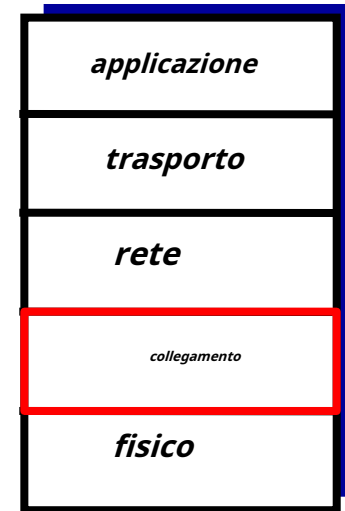 applicazione
trasporto
rete
collegamento
fisico